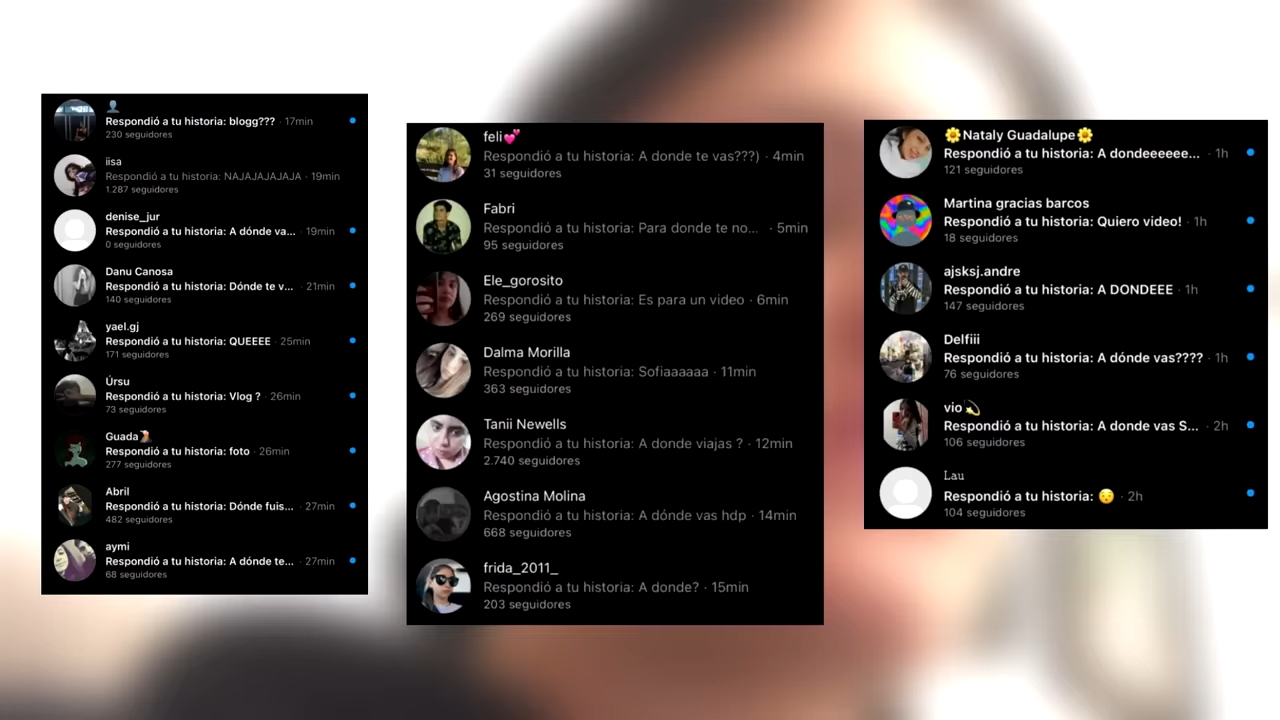 👤
Respondió a tu historia: blogg??? · 17min
230 seguidores
iisa
Respondió a tu historia: NAJAJAJAJAJA · 19min
1.287 seguidores
denise_jur
Respondió a tu historia: A dónde va... · 19min
0 seguidores
Danu Canosa
Respondió a tu historia: Dónde te v... · 21min
140 seguidores
yael.gj
Respondió a tu historia: QUEEEE · 25min
171 seguidores
Úrsu
Respondió a tu historia: Vlog ? · 26min
73 seguidores
Guada
Respondió a tu historia: foto · 26min
277 seguidores
Abril
Respondió a tu historia: Dónde fuis... · 27min
482 seguidores
aymi
Respondió a tu historia: A dónde te... · 27min
68 seguidores
feli💕
Respondió a tu historia: A donde te vas???) · 4min
31 seguidores
Fabri
Respondió a tu historia: Para donde te no... · 5min
95 seguidores
Ele_gorosito
Respondió a tu historia: Es para un video · 6min
269 seguidores
Dalma Morilla
Respondió a tu historia: Sofiaaaaaa · 11min
363 seguidores
Tanii Newells
Respondió a tu historia: A donde viajas ? · 12min
2.740 seguidores
Agostina Molina
Respondió a tu historia: A dónde vas hdp · 14min
668 seguidores
frida_2011_
Respondió a tu historia: A donde? · 15min
203 seguidores
🌼Nataly Guadalupe🌼
Respondió a tu historia: A dondeeeeee... · 1h
121 seguidores
Martina gracias barcos
Respondió a tu historia: Quiero video! · 1h
18 seguidores
ajsksj.andre
Respondió a tu historia: A DONDEEE · 1h
147 seguidores
Delfiii
Respondió a tu historia: A dónde vas???? · 1h
76 seguidores
vio💫
Respondió a tu historia: A donde vas S... · 2h
106 seguidores
Lau
Respondió a tu historia: 😯 · 2h
104 seguidores